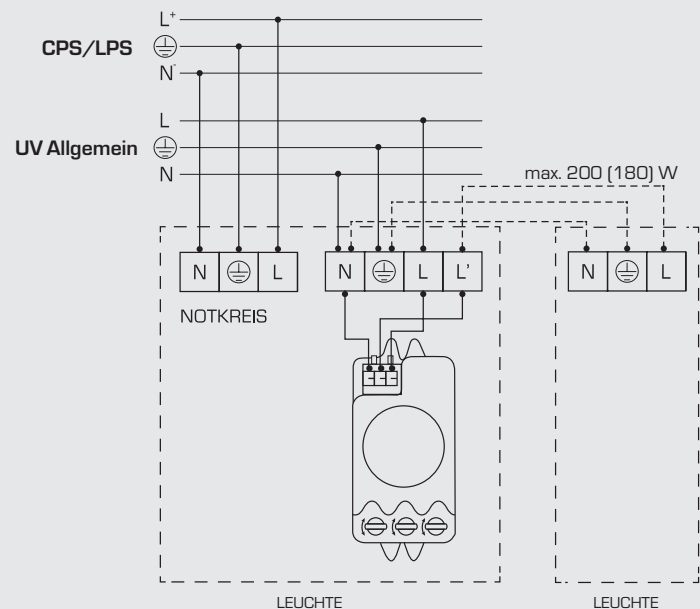 L+
CPS/LPS
N-
L
UV Allgemein
N
max. 200 (180) W
N L
N L L'
N L
NOTKREIS
LEUCHTE
LEUCHTE